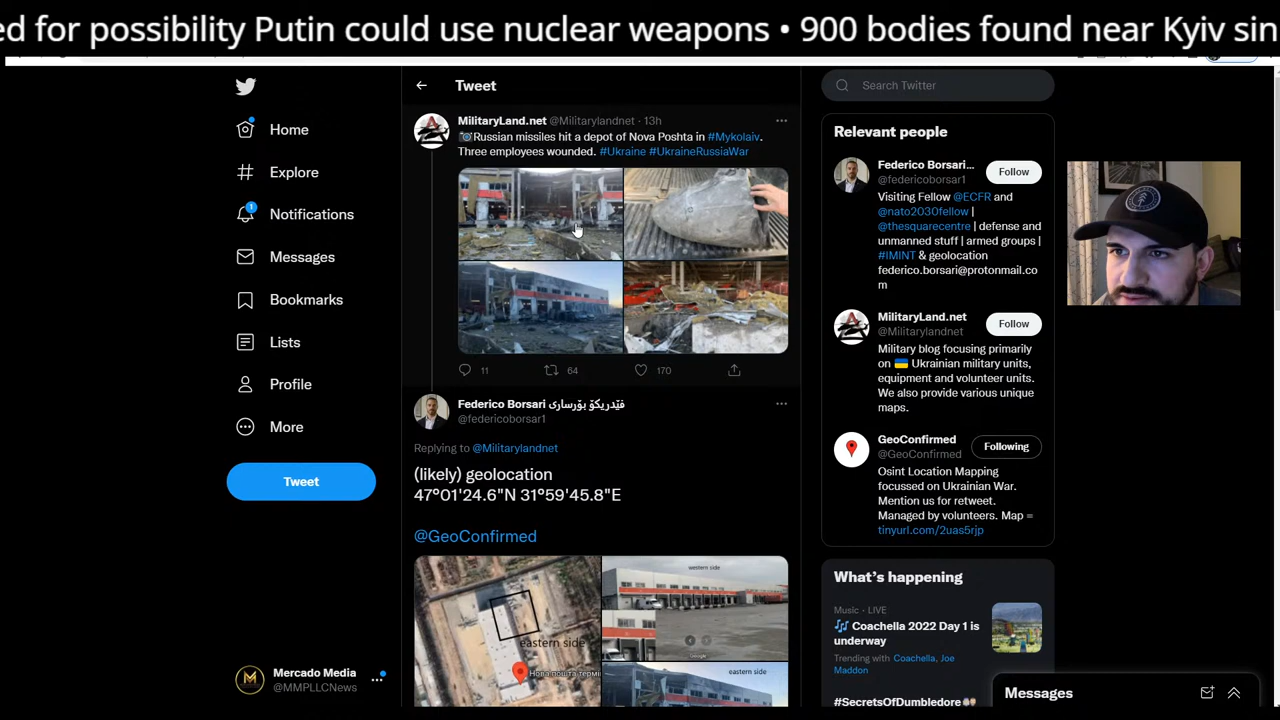 ed for possibility Putin could use nuclear weapons • 900 bodies found near Kyiv sin
Home
Explore
1
Notifications
Messages
Bookmarks
Lists
Profile
More
Tweet
Mercado Media
@MMPLLCNews
Tweet
MilitaryLand.net @Militarylandnet · 13h
📷Russian missiles hit a depot of Nova Poshta in #Mykolaiv.
Three employees wounded. #Ukraine #UkraineRussiaWar
11 64 170
Federico Borsari فێدریکۆ بۆرساری
@federicoborsar1
Replying to @Militarylandnet
(likely) geolocation
47°01'24.6"N 31°59'45.8"E
@GeoConfirmed
eastern side
Нова пошта терміі
western side
Google
eastern side
Search Twitter
Relevant people
Federico Borsari...
Follow
@federicoborsar1
Visiting Fellow @ECFR and
@nato2030fellow |
@thesquarecentre | defense and
unmanned stuff | armed groups |
#IMINT & geolocation
federico.borsari@protonmail.co
m
MilitaryLand.net
Follow
@Militarylandnet
Military blog focusing primarily
on 🇺🇦 Ukrainian military units,
equipment and volunteer units.
We also provide various unique
maps.
GeoConfirmed
Following
@GeoConfirmed
Osint Location Mapping
focussed on Ukrainian War.
Mention us for retweet.
Managed by volunteers. Map =
tinyurl.com/2uas5rjp
What's happening
Music · LIVE
🎶 Coachella 2022 Day 1 is
underway
Trending with Coachella, Joe
Maddon
#SecretsOfDumbledore
Messages